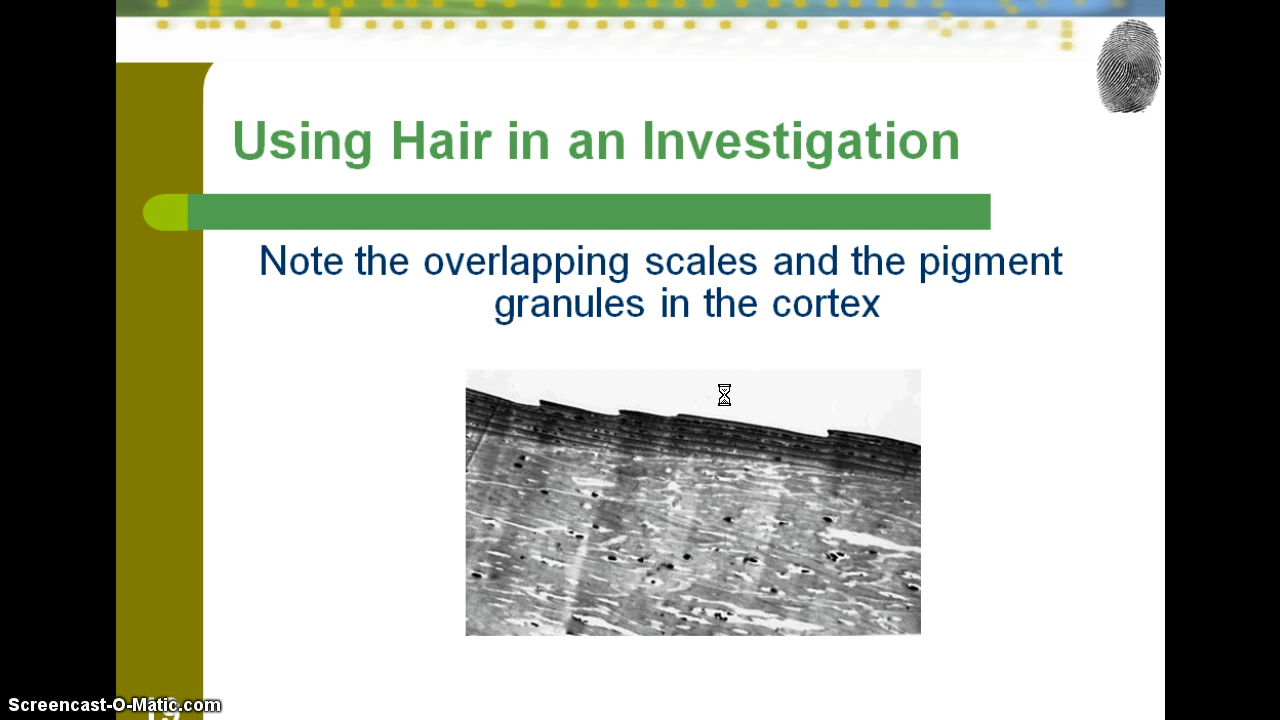 Using Hair in an Investigation
Note the overlapping scales and the pigment
granules in the cortex
Screencast-O-Matic.com